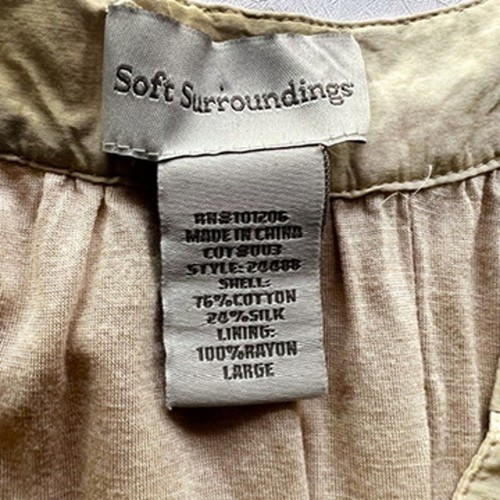 Soft Surroundings
RN#101206
MADE IN CHINA
CUT#003
STYLE: 24488
SHELL:
76%COTTON
24%SILK
LINING:
100%RAYON
LARGE